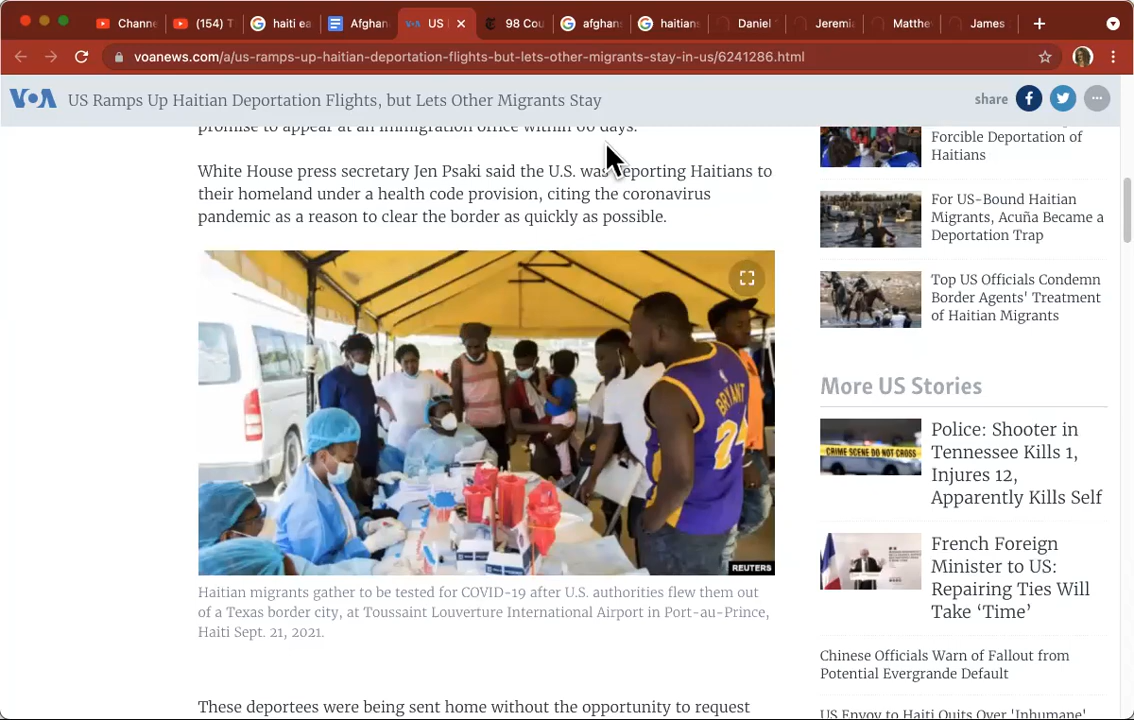 Channe
(154) T
haiti ea
Afghan
US
98 Cou
afghan
haitian
Daniel
Jeremia
Matthe
James
voanews.com/a/us-ramps-up-haitian-deportation-flights-but-lets-other-migrants-stay-in-us/6241286.html
VOA US Ramps Up Haitian Deportation Flights, but Lets Other Migrants Stay
share
promise to appear at an immigration office within 60 days.
White House press secretary Jen Psaki said the U.S. was deporting Haitians to
their homeland under a health code provision, citing the coronavirus
pandemic as a reason to clear the border as quickly as possible.
BRYANT
24
REUTERS
Haitian migrants gather to be tested for COVID-19 after U.S. authorities flew them out
of a Texas border city, at Toussaint Louverture International Airport in Port-au-Prince,
Haiti Sept. 21, 2021.
These deportees were being sent home without the opportunity to request
Forcible Deportation of
Haitians
For US-Bound Haitian
Migrants, Acuña Became a
Deportation Trap
Top US Officials Condemn
Border Agents' Treatment
of Haitian Migrants
More US Stories
CRIME SCENE DO NOT CROSS
Police: Shooter in
Tennessee Kills 1,
Injures 12,
Apparently Kills Self
French Foreign
Minister to US:
Repairing Ties Will
Take ‘Time’
Chinese Officials Warn of Fallout from
Potential Evergrande Default
US Envoy to Haiti Quits Over 'Inhumane'